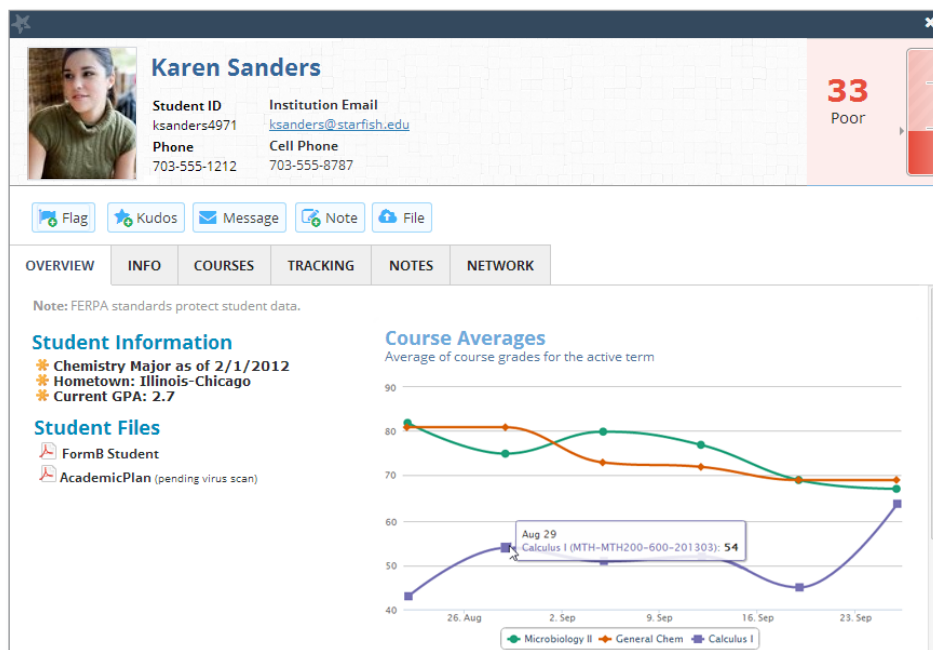 Karen Sanders
Student ID
Institution Email
ksanders4971
ksanders@starfish.edu
Phone
Cell Phone
703-555-1212
703-555-8787
33
Poor
Flag
Kudos
Message
Note
File
OVERVIEW
INFO
COURSES
TRACKING
NOTES
NETWORK
Note: FERPA standards protect student data.
Student Information
Chemistry Major as of 2/1/2012
Hometown: Illinois-Chicago
Current GPA: 2.7
Student Files
FormB Student
AcademicPlan (pending virus scan)
Course Averages
Average of course grades for the active term
90
80
70
60
50
40
Aug 29
Calculus I (MTH-MTH200-600-201303): 54
26. Aug
2. Sep
9. Sep
16. Sep
23. Sep
Microbiology II
General Chem
Calculus I